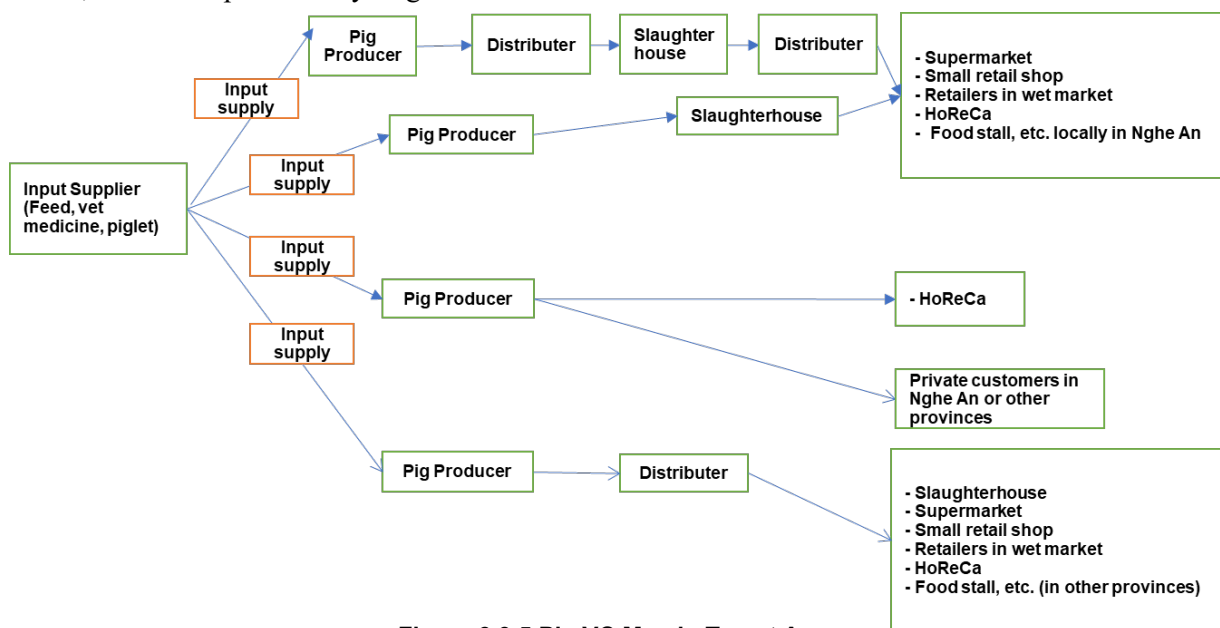 Pig
Producer
Distributer
Slaughter
house
Distributer
- Supermarket
- Small retail shop
- Retailers in wet market
- HoReCa
- Food stall, etc. locally in Nghe An
Input
supply
Slaughterhouse
Pig Producer
Input
supply
Input Supplier
(Feed, vet
medicine, piglet)
Input
supply
Pig Producer
- HoReCa
Input
supply
Private customers in
Nghe An or other
provinces
Pig Producer
Distributer
- Slaughterhouse
- Supermarket
- Small retail shop
- Retailers in wet market
- HoReCa
- Food stall, etc. (in other provinces)